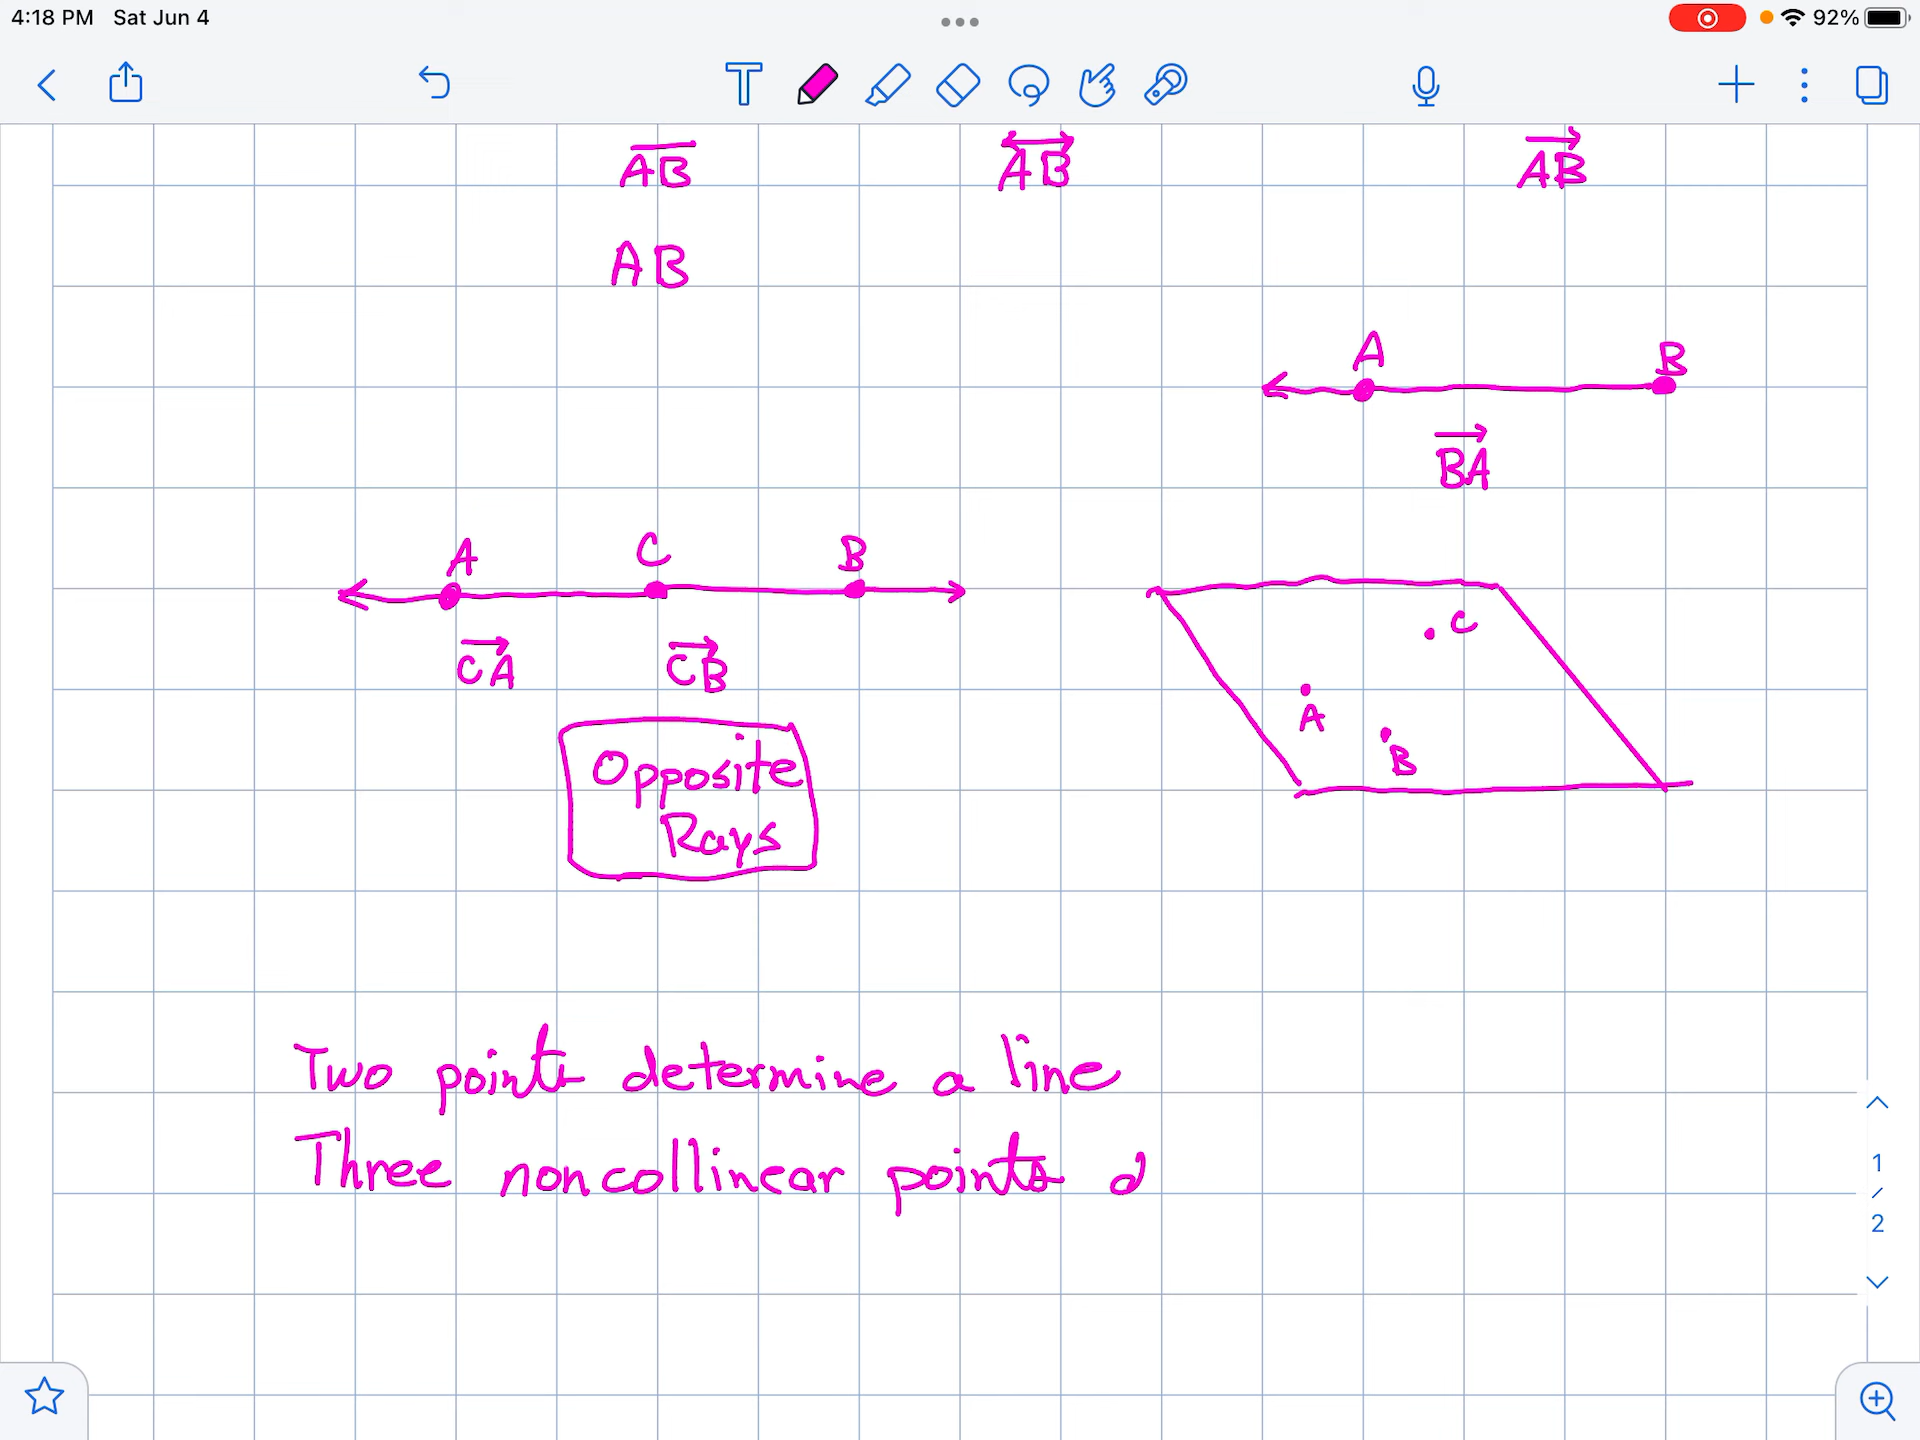 4:18 PM Sat Jun 4
92%
T
AB AB AB
AB
A B
BA
A C B
CA CB
C
A
B
Opposite
Rays
Two points determine a line
Three noncollinear points d
1
/
2